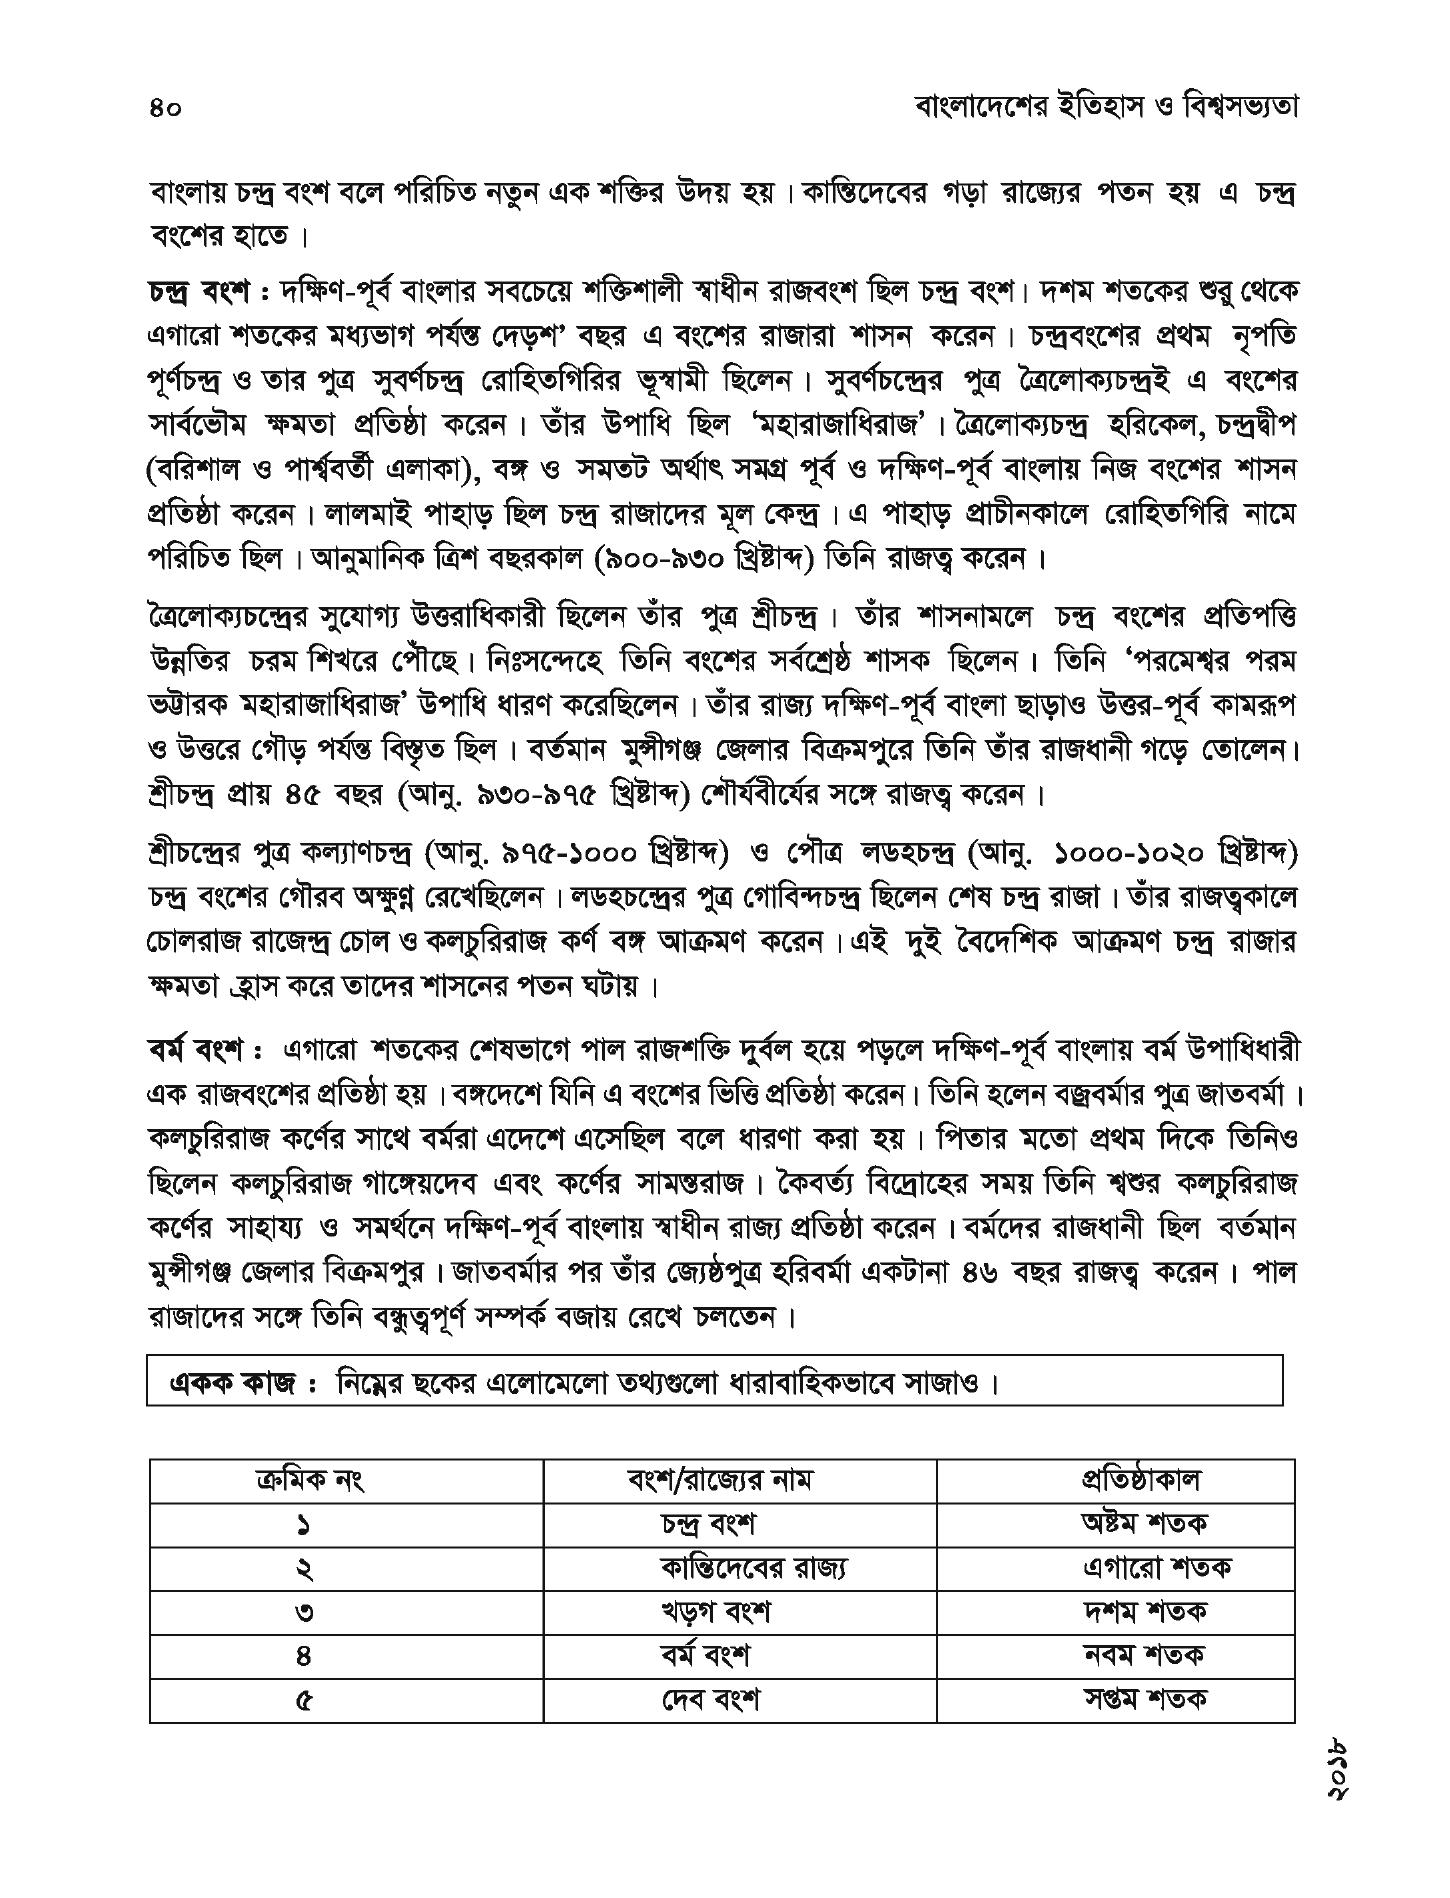 ৪০ বাংলাদেশের ইতিহাস ও বিশ্বসভ্যতা
বাংলায় চন্দ্র বংশ বলে পরিচিত নতুন এক শক্তির উদয় হয়। কান্তিদেবের গড়া রাজ্যের পতন হয় এ চন্দ্র
বংশের হাতে।
চন্দ্র বংশ : দক্ষিণ-পূর্ব বাংলার সবচেয়ে শক্তিশালী স্বাধীন রাজবংশ ছিল চন্দ্র বংশ। দশম শতকের শুরু থেকে
এগারো শতকের মধ্যভাগ পর্যন্ত দেড়শ’ বছর এ বংশের রাজারা শাসন করেন। চন্দ্রবংশের প্রথম নৃপতি
পূর্ণচন্দ্র ও তার পুত্র সুবর্ণচন্দ্র রোহিতগিরির ভূস্বামী ছিলেন। সুবর্ণচন্দ্রের পুত্র ত্রৈলোক্যচন্দ্রই এ বংশের
সার্বভৌম ক্ষমতা প্রতিষ্ঠা করেন। তাঁর উপাধি ছিল ‘মহারাজাধিরাজ’। ত্রৈলোক্যচন্দ্র হরিকেল, চন্দ্রদ্বীপ
(বরিশাল ও পার্শ্ববর্তী এলাকা), বঙ্গ ও সমতট অর্থাৎ সমগ্র পূর্ব ও দক্ষিণ-পূর্ব বাংলায় নিজ বংশের শাসন
প্রতিষ্ঠা করেন। লালমাই পাহাড় ছিল চন্দ্র রাজাদের মূল কেন্দ্র। এ পাহাড় প্রাচীনকালে রোহিতগিরি নামে
পরিচিত ছিল। আনুমানিক ত্রিশ বছরকাল (৯০০-৯৩০ খ্রিষ্টাব্দ) তিনি রাজত্ব করেন।
ত্রৈলোক্যচন্দ্রের সুযোগ্য উত্তরাধিকারী ছিলেন তাঁর পুত্র শ্রীচন্দ্র। তাঁর শাসনামলে চন্দ্র বংশের প্রতিপত্তি
উন্নতির চরম শিখরে পৌঁছে। নিঃসন্দেহে তিনি বংশের সর্বশ্রেষ্ঠ শাসক ছিলেন। তিনি ‘পরমেশ্বর পরম
ভট্টারক মহারাজাধিরাজ’ উপাধি ধারণ করেছিলেন। তাঁর রাজ্য দক্ষিণ-পূর্ব বাংলা ছাড়াও উত্তর-পূর্ব কামরূপ
ও উত্তরে গৌড় পর্যন্ত বিস্তৃত ছিল। বর্তমান মুন্সীগঞ্জ জেলার বিক্রমপুরে তিনি তাঁর রাজধানী গড়ে তোলেন।
শ্রীচন্দ্র প্রায় ৪৫ বছর (আনু. ৯৩০-৯৭৫ খ্রিষ্টাব্দ) শৌর্যবীর্যের সঙ্গে রাজত্ব করেন।
শ্রীচন্দ্রের পুত্র কল্যাণচন্দ্র (আনু. ৯৭৫-১০০০ খ্রিষ্টাব্দ) ও পৌত্র লডহচন্দ্র (আনু. ১০০০-১০২০ খ্রিষ্টাব্দ)
চন্দ্র বংশের গৌরব অক্ষুণ্ণ রেখেছিলেন। লডহচন্দ্রের পুত্র গোবিন্দচন্দ্র ছিলেন শেষ চন্দ্র রাজা। তাঁর রাজত্বকালে
চোলরাজ রাজেন্দ্র চোল ও কলচুরিরাজ কর্ণ বঙ্গ আক্রমণ করেন। এই দুই বৈদেশিক আক্রমণ চন্দ্র রাজার
ক্ষমতা হ্রাস করে তাদের শাসনের পতন ঘটায়।
বর্ম বংশ : এগারো শতকের শেষভাগে পাল রাজশক্তি দুর্বল হয়ে পড়লে দক্ষিণ-পূর্ব বাংলায় বর্ম উপাধিধারী
এক রাজবংশের প্রতিষ্ঠা হয়। বঙ্গদেশে যিনি এ বংশের ভিত্তি প্রতিষ্ঠা করেন। তিনি হলেন বজ্রবর্মার পুত্র জাতবর্মা।
কলচুরিরাজ কর্ণের সাথে বর্মরা এদেশে এসেছিল বলে ধারণা করা হয়। পিতার মতো প্রথম দিকে তিনিও
ছিলেন কলচুরিরাজ গাঙ্গেয়দেব এবং কর্ণের সামন্তরাজ। কৈবর্ত্য বিদ্রোহের সময় তিনি শ্বশুর কলচুরিরাজ
কর্ণের সাহায্য ও সমর্থনে দক্ষিণ-পূর্ব বাংলায় স্বাধীন রাজ্য প্রতিষ্ঠা করেন। বর্মদের রাজধানী ছিল বর্তমান
মুন্সীগঞ্জ জেলার বিক্রমপুর। জাতবর্মার পর তাঁর জ্যেষ্ঠপুত্র হরিবর্মা একটানা ৪৬ বছর রাজত্ব করেন। পাল
রাজাদের সঙ্গে তিনি বন্ধুত্বপূর্ণ সম্পর্ক বজায় রেখে চলতেন।
একক কাজ : নিম্নের ছকের এলোমেলো তথ্যগুলো ধারাবাহিকভাবে সাজাও।
ক্রমিক নং বংশ/রাজ্যের নাম প্রতিষ্ঠাকাল
১ চন্দ্র বংশ অষ্টম শতক
২ কান্তিদেবের রাজ্য এগারো শতক
৩ খড়গ বংশ দশম শতক
৪ বর্ম বংশ নবম শতক
৫ দেব বংশ সপ্তম শতক
২০১৮